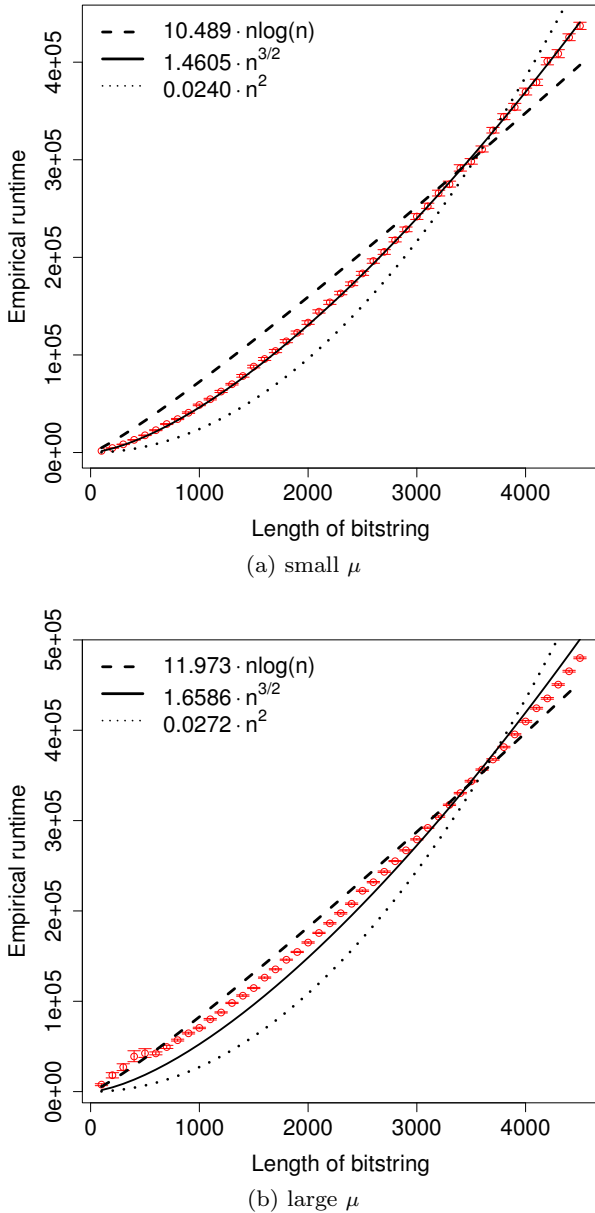 10.489 · nlog(n)
1.4605 · n^3/2
0.0240 · n^2
Empirical runtime
0e+00 1e+05 2e+05 3e+05 4e+05
0 1000 2000 3000 4000
Length of bitstring
(a) small μ
11.973 · nlog(n)
1.6586 · n^3/2
0.0272 · n^2
Empirical runtime
0e+00 1e+05 2e+05 3e+05 4e+05 5e+05
0 1000 2000 3000 4000
Length of bitstring
(b) large μ